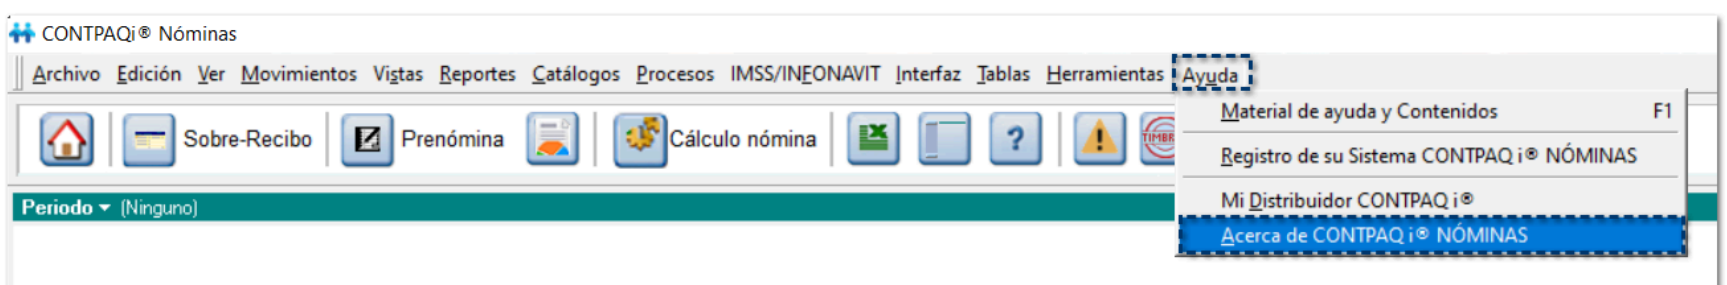 CONTPAQi® Nóminas
Archivo Edición Ver Movimientos Vistas Reportes Catálogos Procesos IMSS/INFONAVIT Interfaz Tablas Herramientas Ayuda
Material de ayuda y Contenidos F1
Sobre-Recibo Prenómina Cálculo nómina ?
Registro de su Sistema CONTPAQ i® NÓMINAS
Mi Distribuidor CONTPAQ i®
Periodo (Ninguno)
Acerca de CONTPAQ i® NÓMINAS